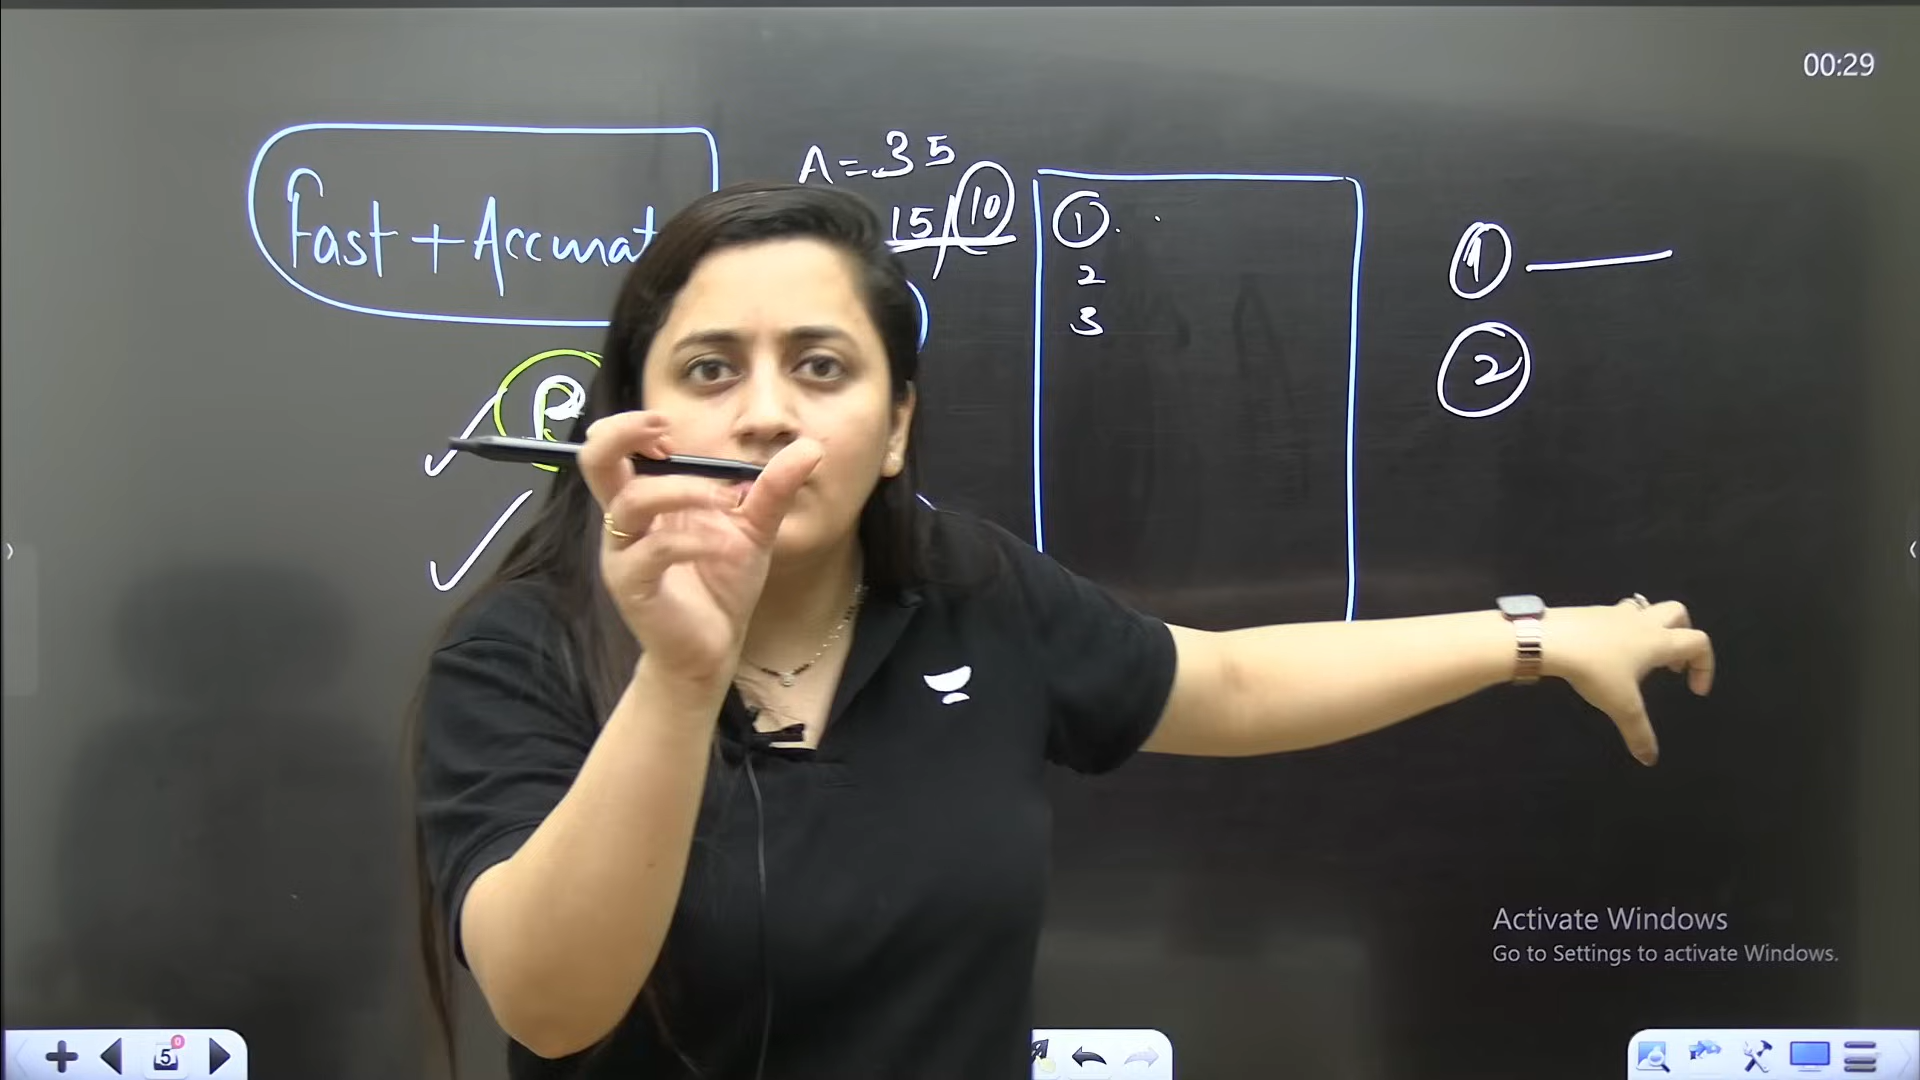 00:29
A = 35
15/10
Fast + Accurat
1.
2
3
1
2
P
Activate Windows
Go to Settings to activate Windows.
5
0